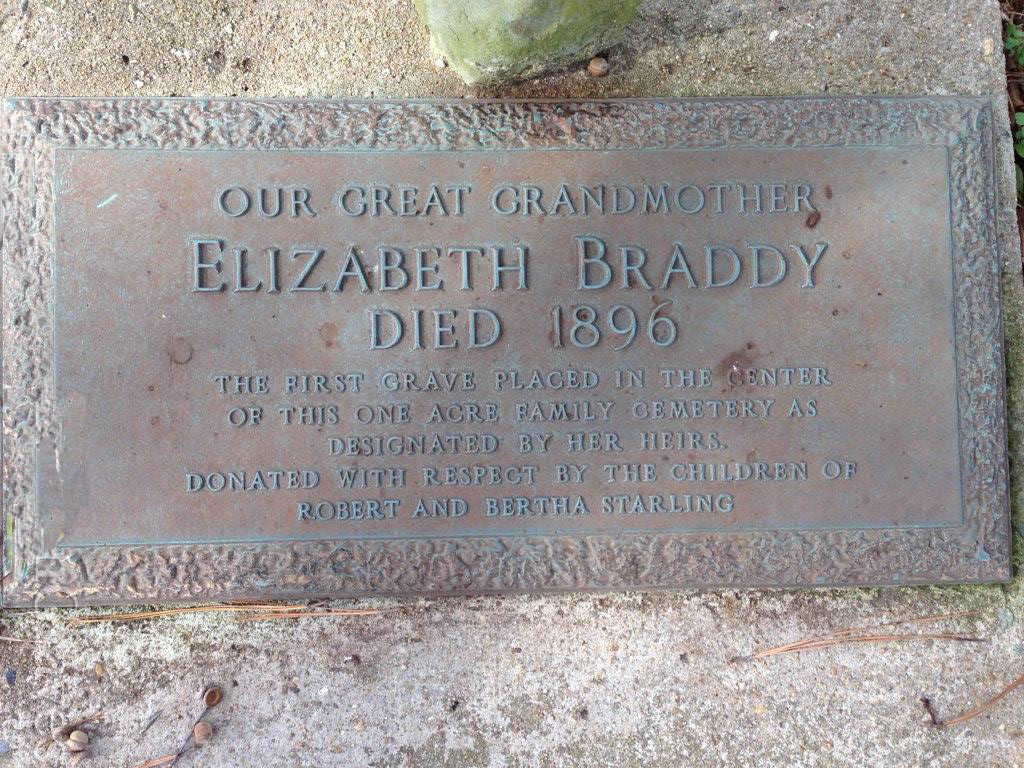 OUR GREAT GRANDMOTHER
ELIZABETH BRADDY
DIED 1896
THE FIRST GRAVE PLACED IN THE CENTER
OF THIS ONE ACRE FAMILY CEMETERY AS
DESIGNATED BY HER HEIRS.
DONATED WITH RESPECT BY THE CHILDREN OF
ROBERT AND BERTHA STARLING